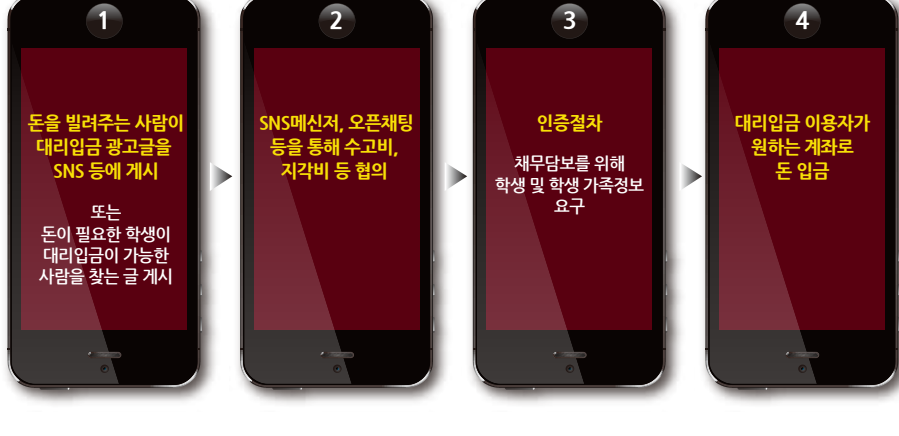 1
돈을 빌려주는 사람이
대리입금 광고글을
SNS 등에 게시
또는
돈이 필요한 학생이
대리입금이 가능한
사람을 찾는 글 게시
2
SNS메신저, 오픈채팅
등을 통해 수고비,
지각비 등 협의
3
인증절차
채무담보를 위해
학생 및 학생 가족정보
요구
4
대리입금 이용자가
원하는 계좌로
돈 입금